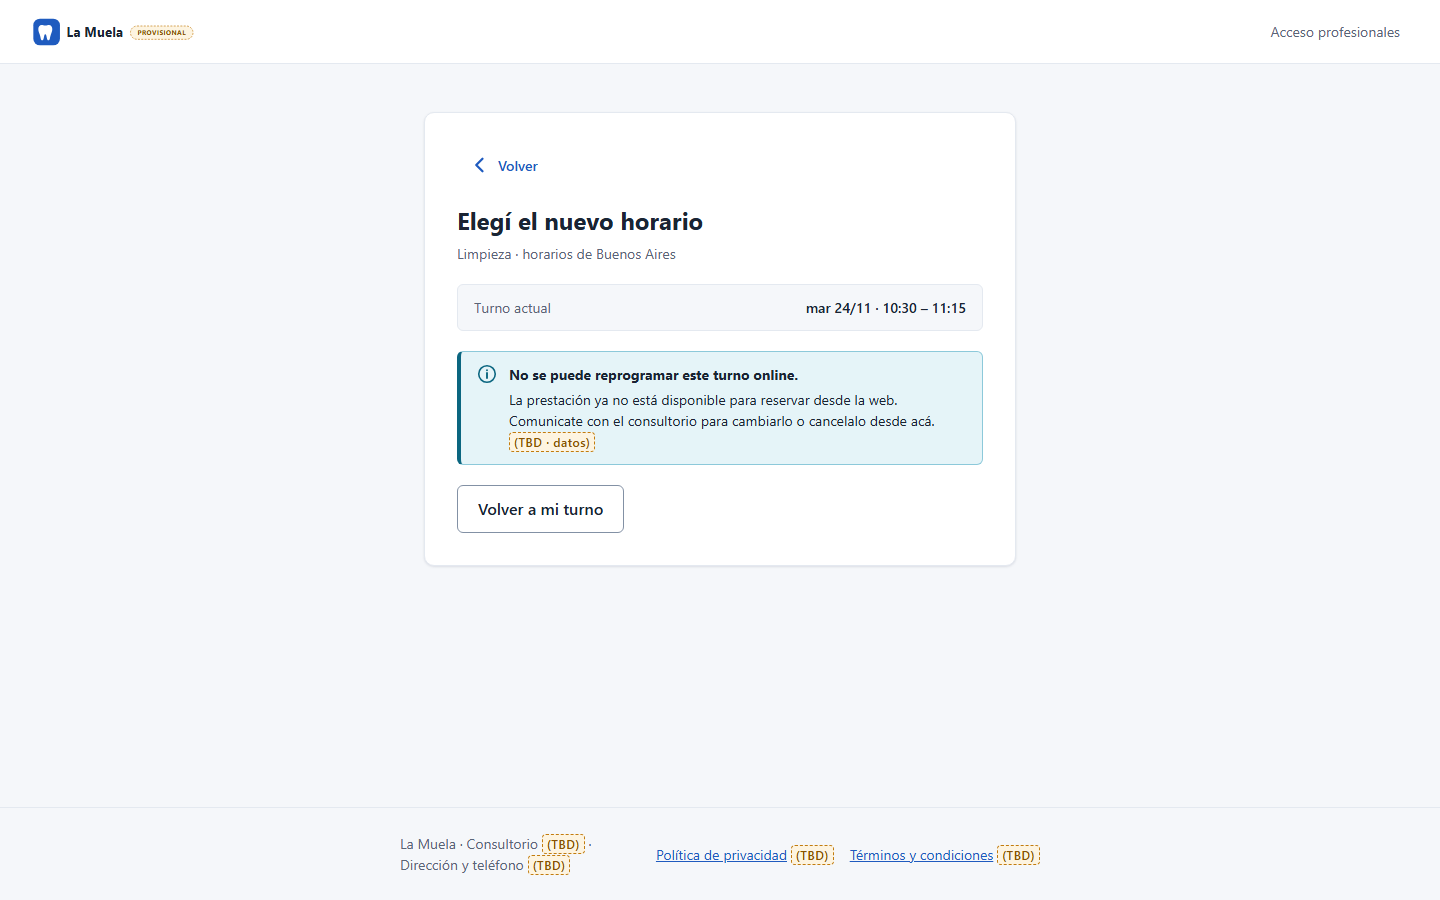 La Muela PROVISIONAL
Acceso profesionales
Volver
Elegí el nuevo horario
Limpieza · horarios de Buenos Aires
Turno actual mar 24/11 · 10:30 – 11:15
No se puede reprogramar este turno online.
La prestación ya no está disponible para reservar desde la web.
Comunicate con el consultorio para cambiarlo o cancelalo desde acá.
(TBD · datos)
Volver a mi turno
La Muela · Consultorio (TBD) ·
Dirección y teléfono (TBD)
Política de privacidad (TBD) Términos y condiciones (TBD)